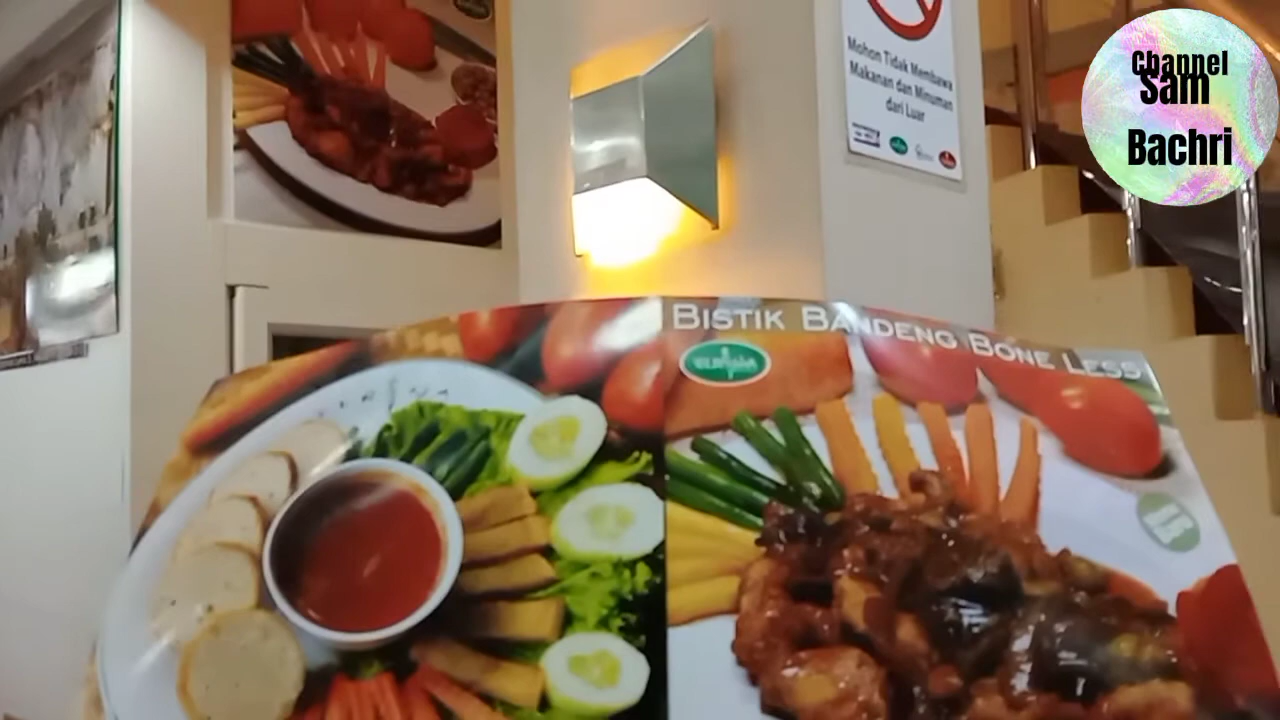 Mohon Tidak Membawa
Makanan dan Minuman
dari Luar
Channel
Sam
Bachri
BISTIK BANDENG BONE LESS